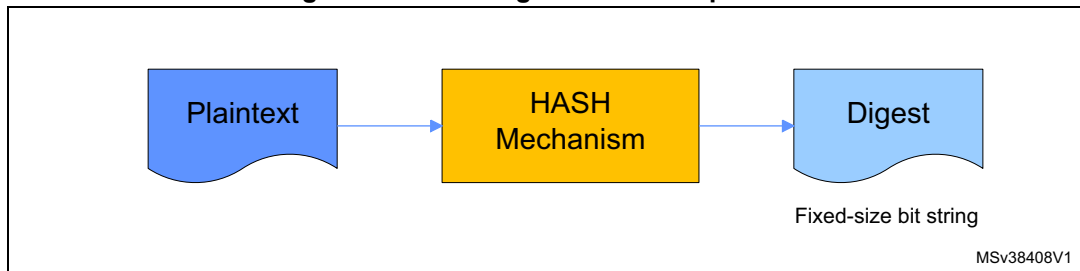 Plaintext
HASH
Mechanism
Digest
Fixed-size bit string
MSv38408V1